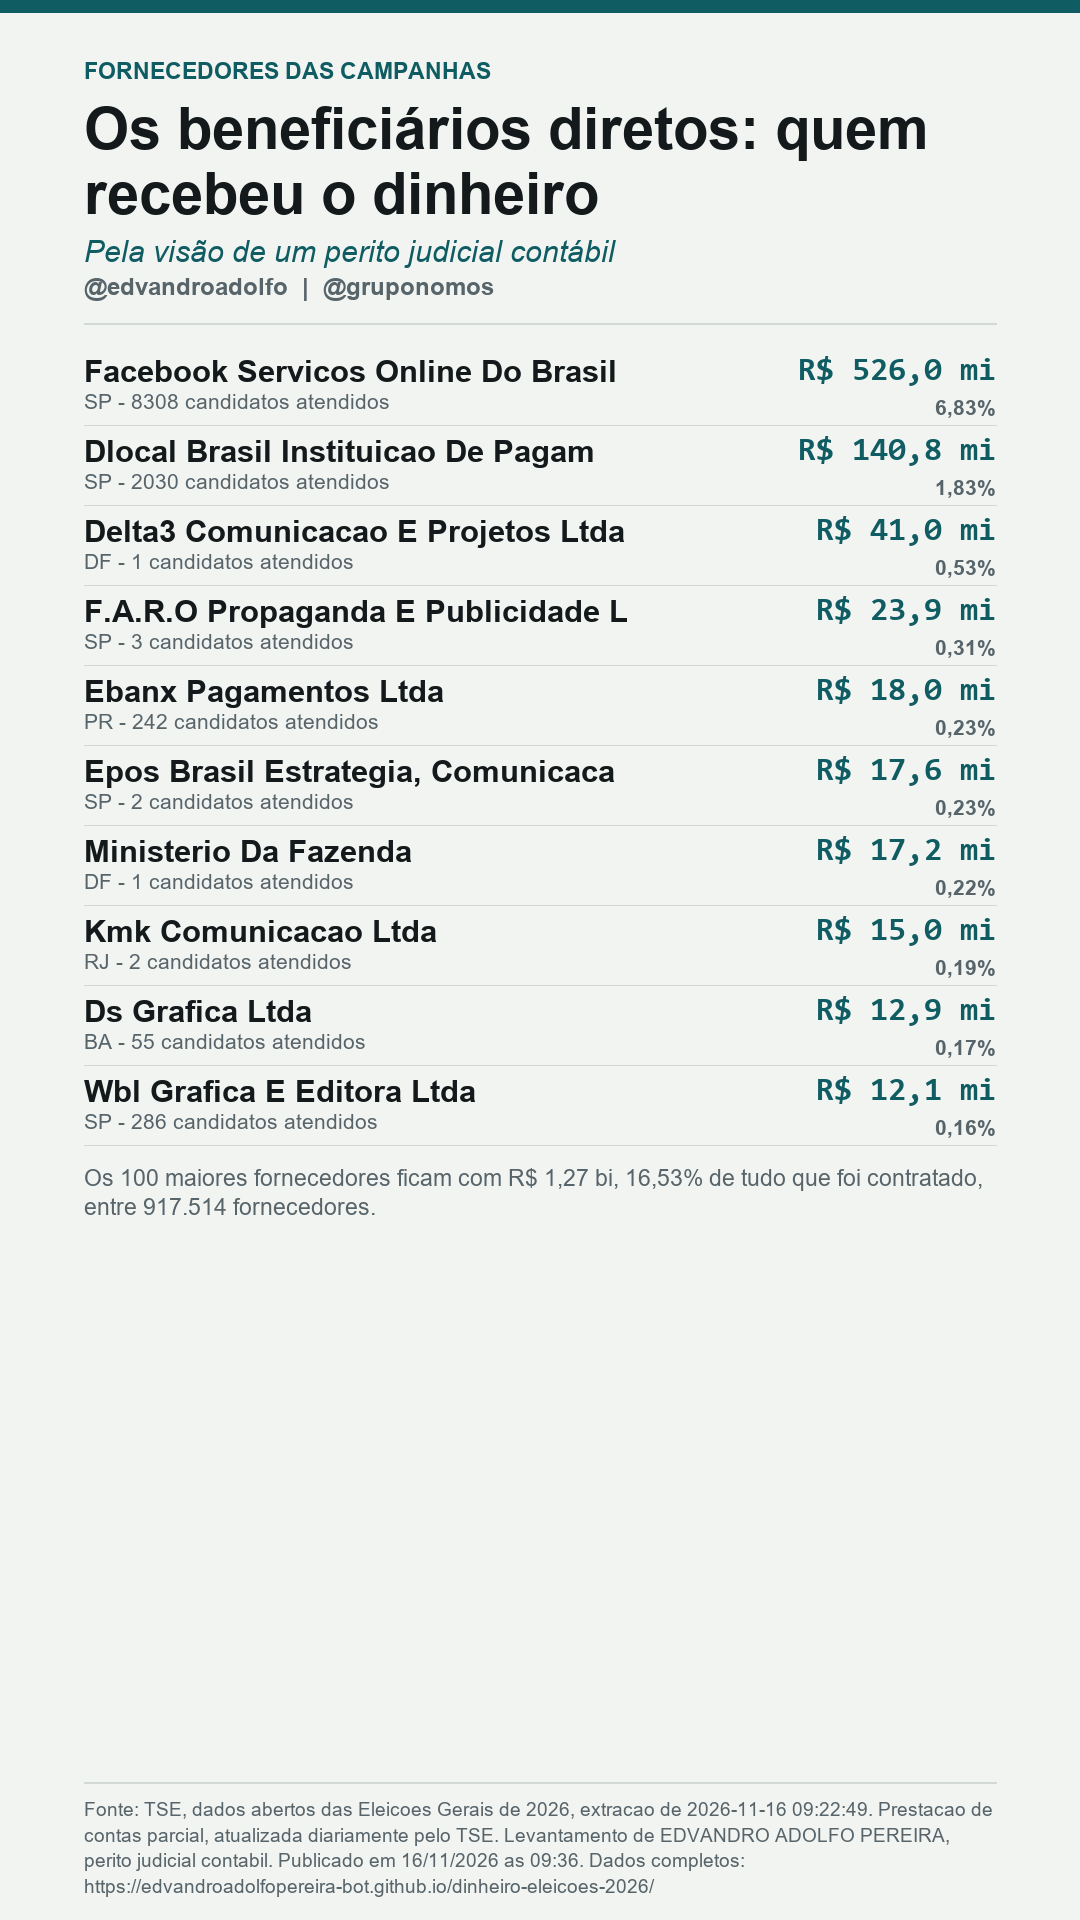 FORNECEDORES DAS CAMPANHAS
Os beneficiários diretos: quem
recebeu o dinheiro
Pela visão de um perito judicial contábil
@edvandroadolfo | @gruponomos
Facebook Servicos Online Do Brasil
R$ 526,0 mi
SP - 8308 candidatos atendidos
6,83%
Dlocal Brasil Instituicao De Pagam
R$ 140,8 mi
SP - 2030 candidatos atendidos
1,83%
Delta3 Comunicacao E Projetos Ltda
R$ 41,0 mi
DF - 1 candidatos atendidos
0,53%
F.A.R.O Propaganda E Publicidade L
R$ 23,9 mi
SP - 3 candidatos atendidos
0,31%
Ebanx Pagamentos Ltda
R$ 18,0 mi
PR - 242 candidatos atendidos
0,23%
Epos Brasil Estrategia, Comunicaca
R$ 17,6 mi
SP - 2 candidatos atendidos
0,23%
Ministerio Da Fazenda
R$ 17,2 mi
DF - 1 candidatos atendidos
0,22%
Kmk Comunicacao Ltda
R$ 15,0 mi
RJ - 2 candidatos atendidos
0,19%
Ds Grafica Ltda
R$ 12,9 mi
BA - 55 candidatos atendidos
0,17%
Wbl Grafica E Editora Ltda
R$ 12,1 mi
SP - 286 candidatos atendidos
0,16%
Os 100 maiores fornecedores ficam com R$ 1,27 bi, 16,53% de tudo que foi contratado,
entre 917.514 fornecedores.
Fonte: TSE, dados abertos das Eleicoes Gerais de 2026, extracao de 2026-11-16 09:22:49. Prestacao de
contas parcial, atualizada diariamente pelo TSE. Levantamento de EDVANDRO ADOLFO PEREIRA,
perito judicial contabil. Publicado em 16/11/2026 as 09:36. Dados completos:
https://edvandroadolfopereira-bot.github.io/dinheiro-eleicoes-2026/